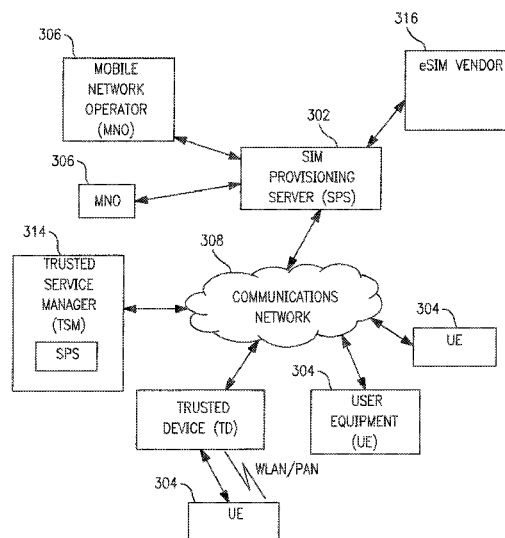 306
MOBILE
NETWORK
OPERATOR
(MNO)
316
eSIM VENDOR
302
SIM
PROVISIONING
SERVER (SPS)
306
MNO
314
TRUSTED
SERVICE
MANAGER
(TSM)
SPS
308
COMMUNICATIONS
NETWORK
304
UE
304
USER
EQUIPMENT
(UE)
TRUSTED
DEVICE (TD)
WLAN/PAN
304
UE